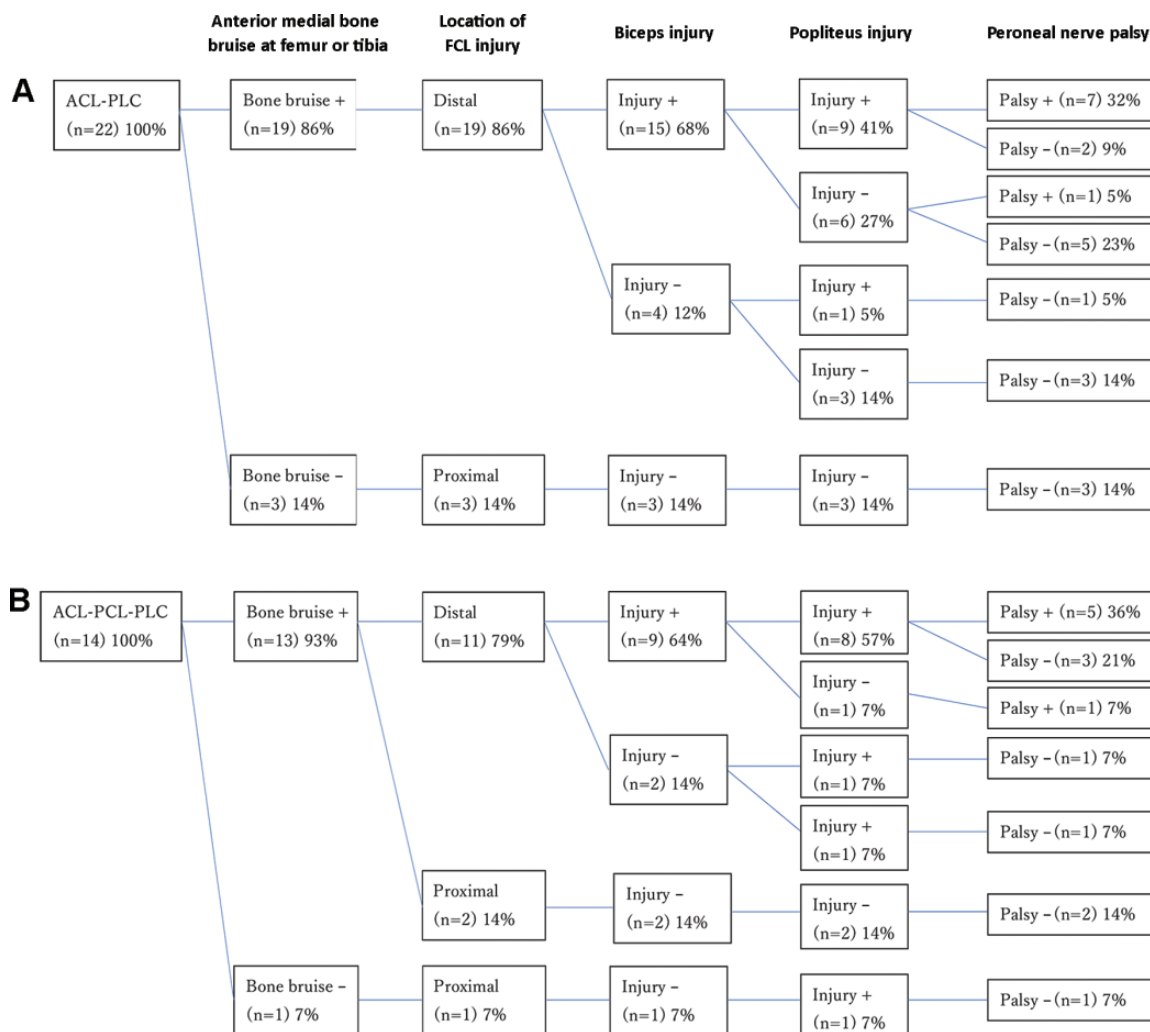 Anterior medial bone
bruise at femur or tibia
Location of
FCL injury
Biceps injury
Popliteus injury
Peroneal nerve palsy
A
ACL-PLC
(n=22) 100%
Bone bruise +
(n=19) 86%
Distal
(n=19) 86%
Injury +
(n=15) 68%
Injury +
(n=9) 41%
Palsy + (n=7) 32%
Palsy – (n=2) 9%
Injury –
(n=6) 27%
Palsy + (n=1) 5%
Palsy – (n=5) 23%
Injury –
(n=4) 12%
Injury +
(n=1) 5%
Palsy – (n=1) 5%
Injury –
(n=3) 14%
Palsy – (n=3) 14%
Bone bruise –
(n=3) 14%
Proximal
(n=3) 14%
Injury –
(n=3) 14%
Injury –
(n=3) 14%
Palsy – (n=3) 14%
B
ACL-PCL-PLC
(n=14) 100%
Bone bruise +
(n=13) 93%
Distal
(n=11) 79%
Injury +
(n=9) 64%
Injury +
(n=8) 57%
Palsy + (n=5) 36%
Palsy – (n=3) 21%
Injury –
(n=1) 7%
Palsy + (n=1) 7%
Injury –
(n=2) 14%
Injury +
(n=1) 7%
Palsy – (n=1) 7%
Injury +
(n=1) 7%
Palsy – (n=1) 7%
Proximal
(n=2) 14%
Injury –
(n=2) 14%
Injury –
(n=2) 14%
Palsy – (n=2) 14%
Bone bruise –
(n=1) 7%
Proximal
(n=1) 7%
Injury –
(n=1) 7%
Injury +
(n=1) 7%
Palsy – (n=1) 7%